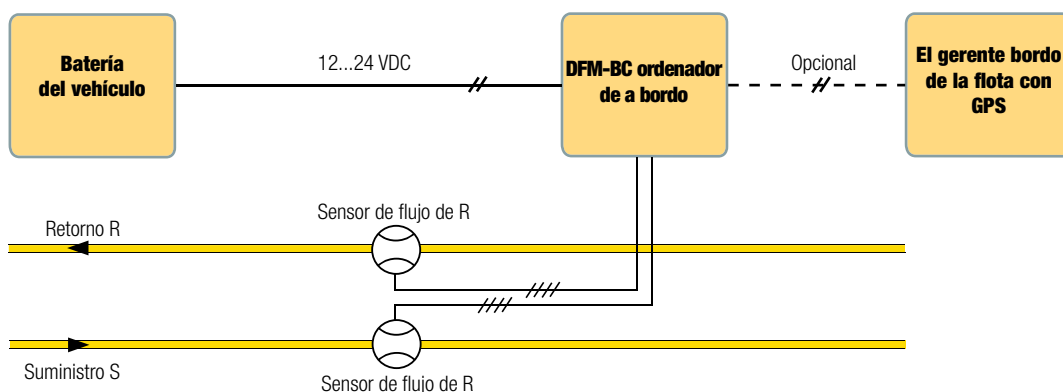 Batería
del vehículo
12...24 VDC
DFM-BC ordenador
de a bordo
Opcional
El gerente bordo
de la flota con
GPS
Retorno R
Sensor de flujo de R
Suministro S
Sensor de flujo de R